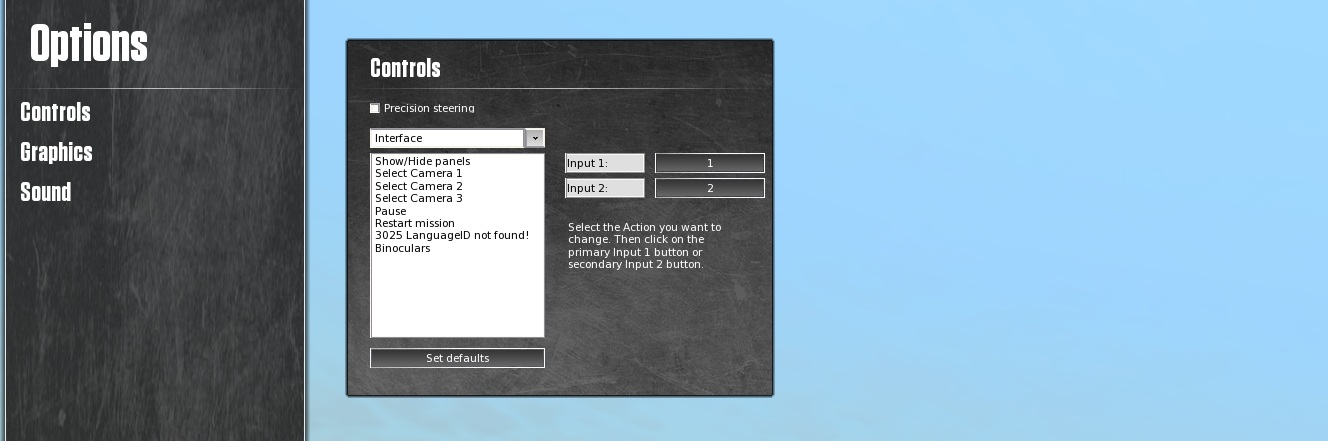 Options
Controls
Graphics
Sound
Controls
Precision steering
Interface
Show/Hide panels
Select Camera 1
Select Camera 2
Select Camera 3
Pause
Restart mission
3025 LanguageID not found!
Binoculars
Set defaults
Input 1:
1
Input 2:
2
Select the Action you want to
change. Then click on the
primary Input 1 button or
secondary Input 2 button.